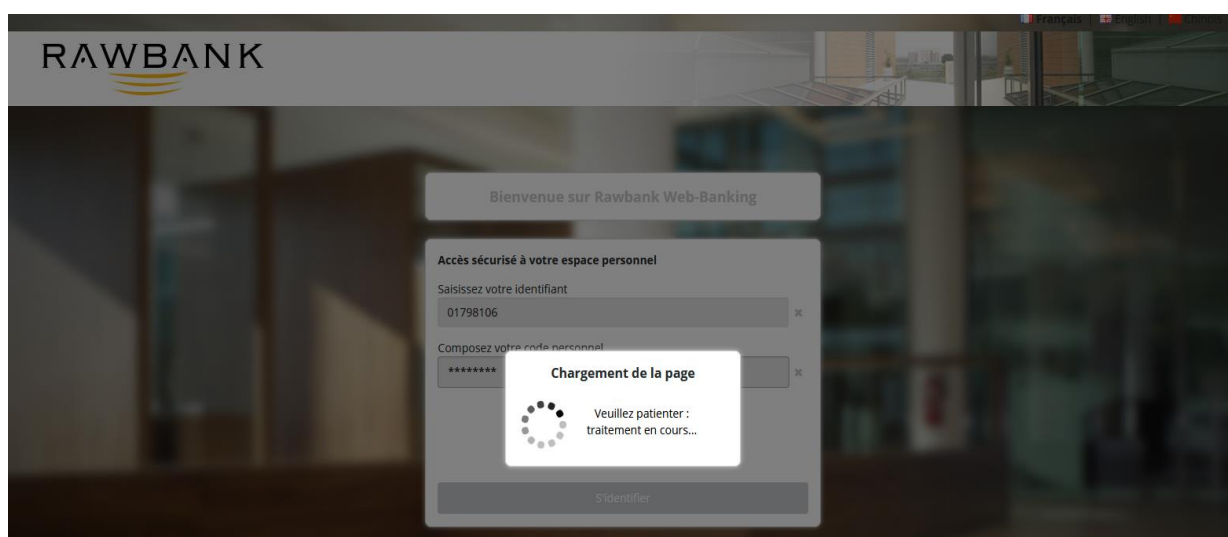 Français | English | Chinois
RAWBANK
Bienvenue sur Rawbank Web-Banking
Accès sécurisé à votre espace personnel
Saisissez votre identifiant
01798106
Composez votre code personnel
********
Chargement de la page
Veuillez patienter :
traitement en cours...
S'identifier